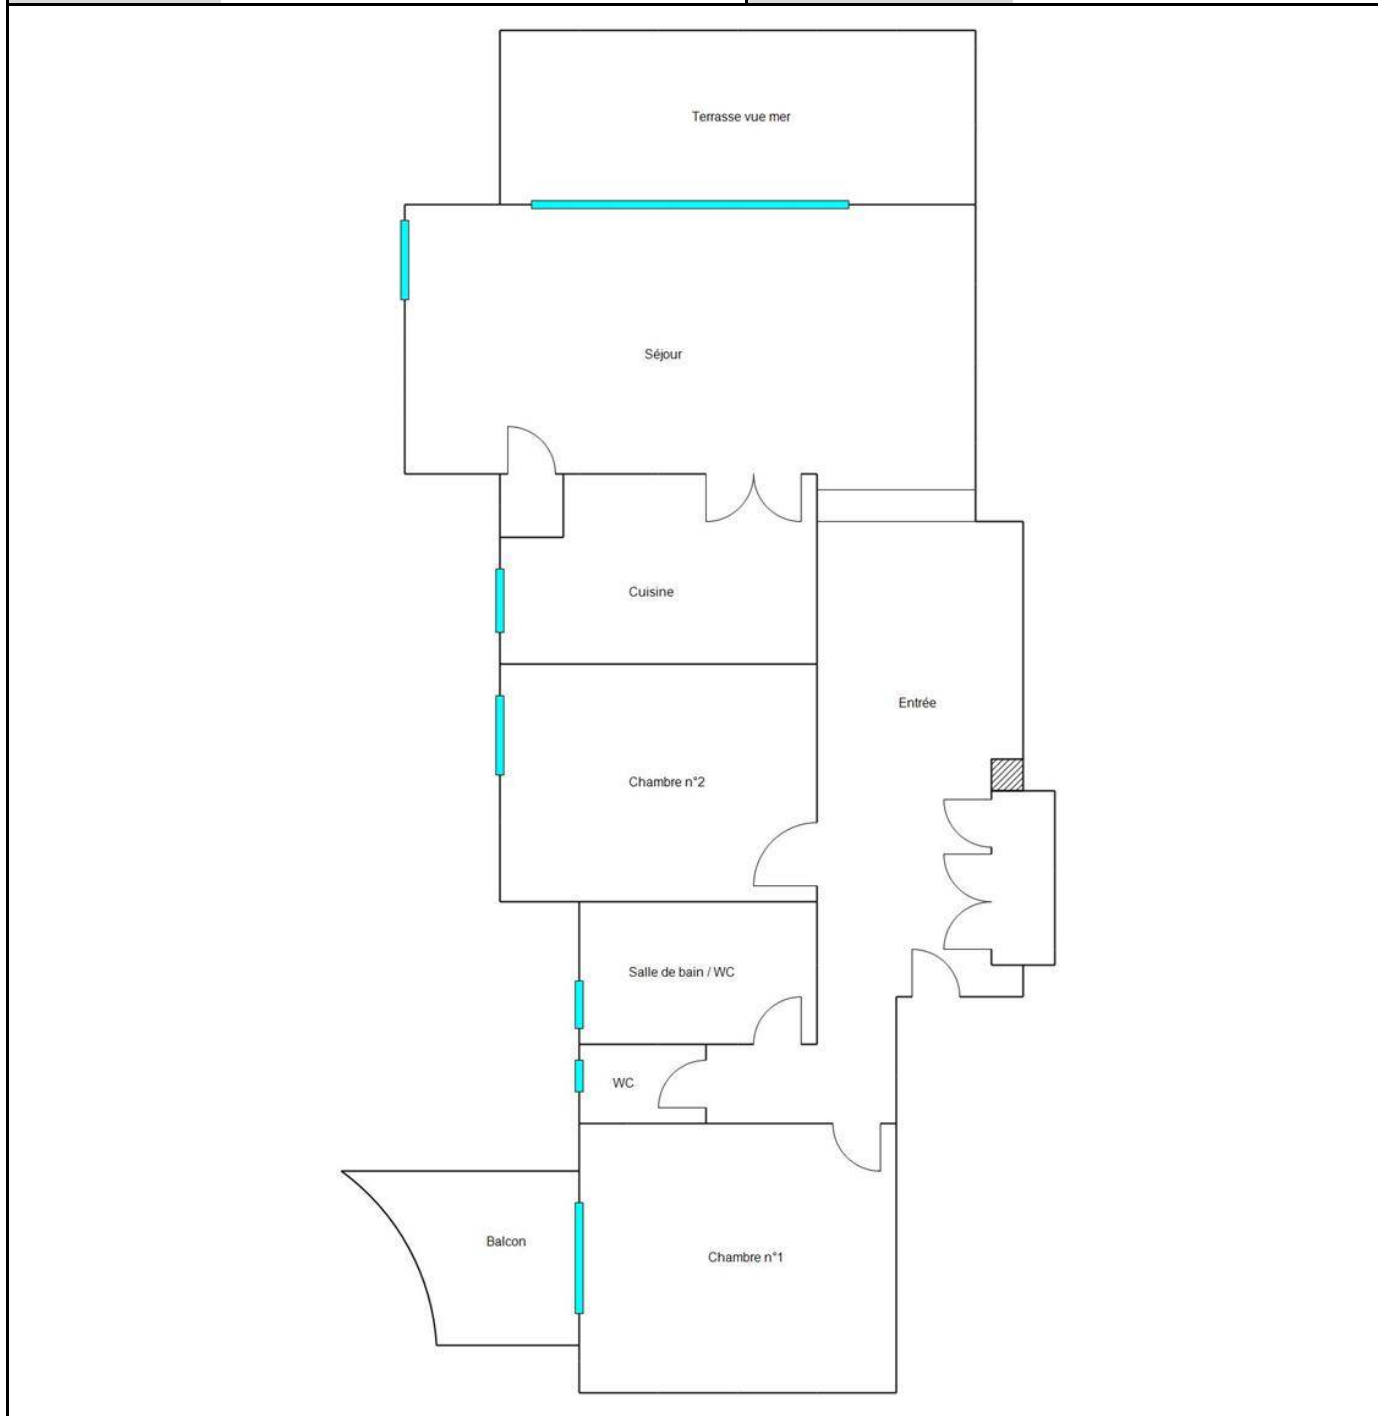 Terrasse vue mer
Séjour
Cuisine
Entrée
Chambre n°2
Salle de bain / WC
WC
Balcon
Chambre n°1